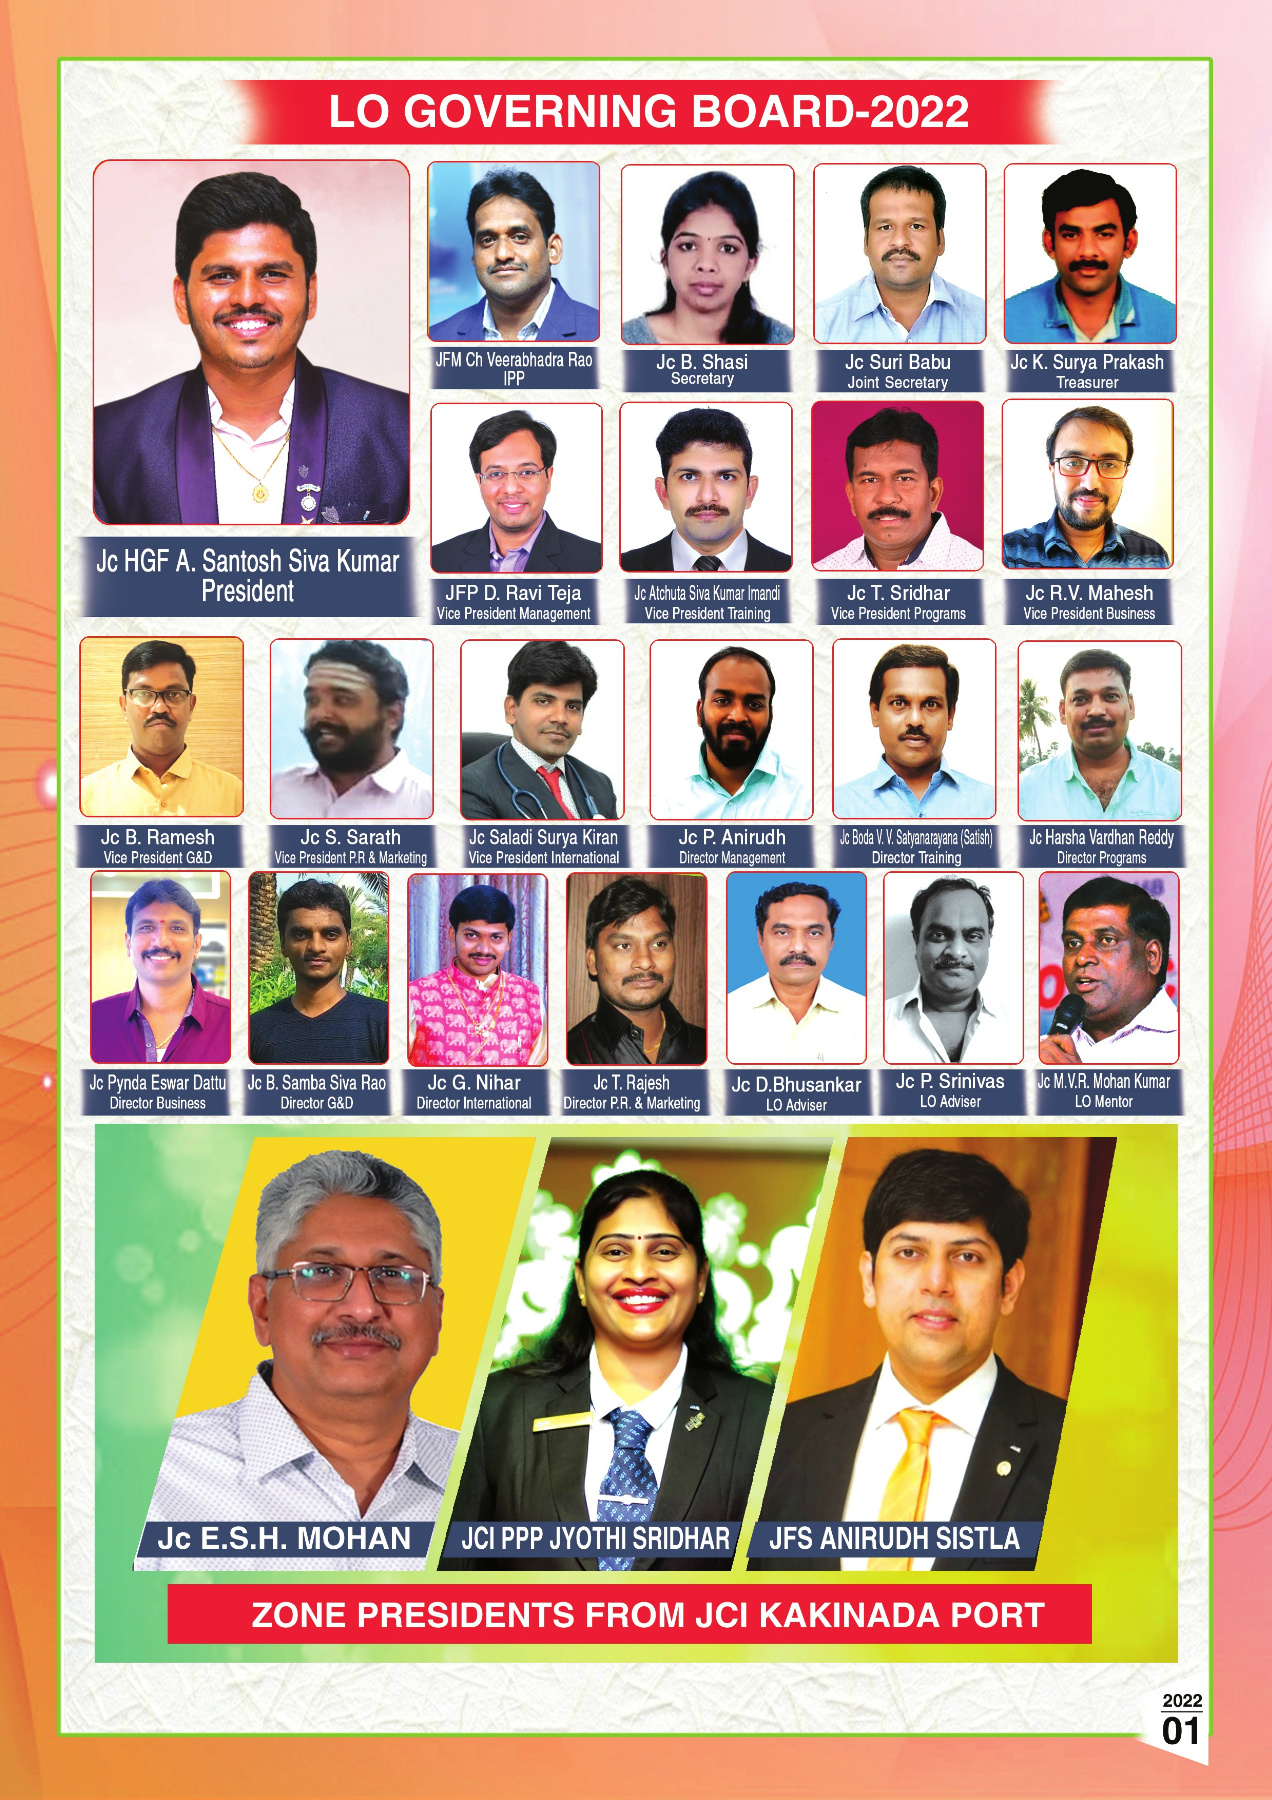 LO GOVERNING BOARD-2022
Jc HGF A. Santosh Siva Kumar
President
JFM Ch Veerabhadra Rao
IPP
Jc B. Shasi
Secretary
Jc Suri Babu
Joint Secretary
Jc K. Surya Prakash
Treasurer
JFP D. Ravi Teja
Vice President Management
Jc Atchuta Siva Kumar Imandi
Vice President Training
Jc T. Sridhar
Vice President Programs
Jc R.V. Mahesh
Vice President Business
Jc B. Ramesh
Vice President G&D
Jc S. Sarath
Vice President P.R & Marketing
Jc Saladi Surya Kiran
Vice President International
Jc P. Anirudh
Director Management
Jc Boda V. V. Satyanarayana (Satish)
Director Training
Jc Harsha Vardhan Reddy
Director Programs
Jc Pynda Eswar Dattu
Director Business
Jc B. Samba Siva Rao
Director G&D
Jc G. Nihar
Director International
Jc T. Rajesh
Director P.R. & Marketing
Jc D.Bhusankar
LO Adviser
Jc P. Srinivas
LO Adviser
Jc M.V.R. Mohan Kumar
LO Mentor
Jc E.S.H. MOHAN
JCI PPP JYOTHI SRIDHAR
JFS ANIRUDH SISTLA
ZONE PRESIDENTS FROM JCI KAKINADA PORT
2022
01